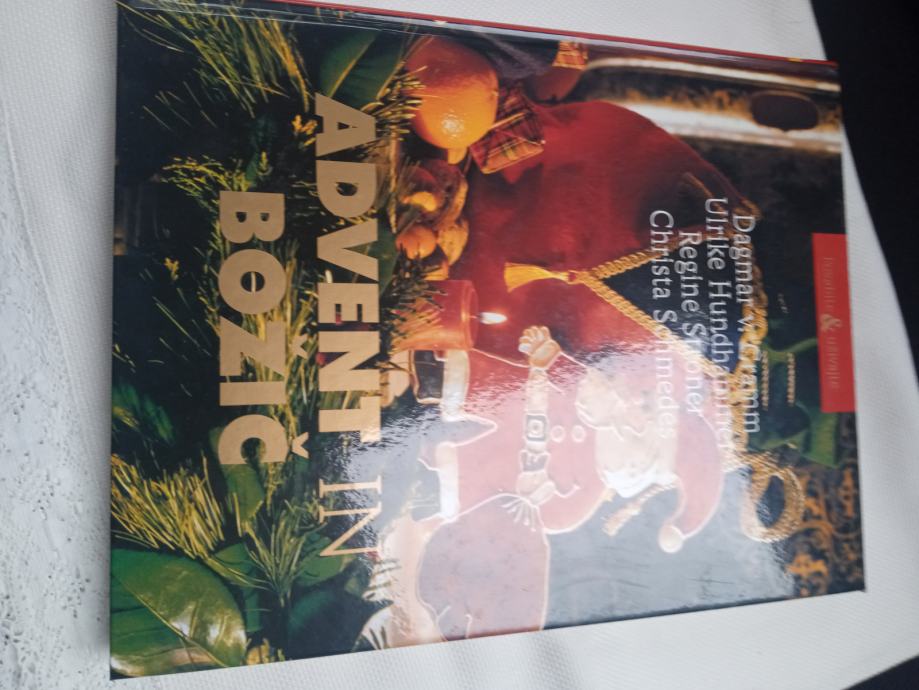 Dagmar v. Cramm
Ulrike Hundhammer
Regine Stroner
Christa Schmedes
ADVENT IN
BOŽIČ